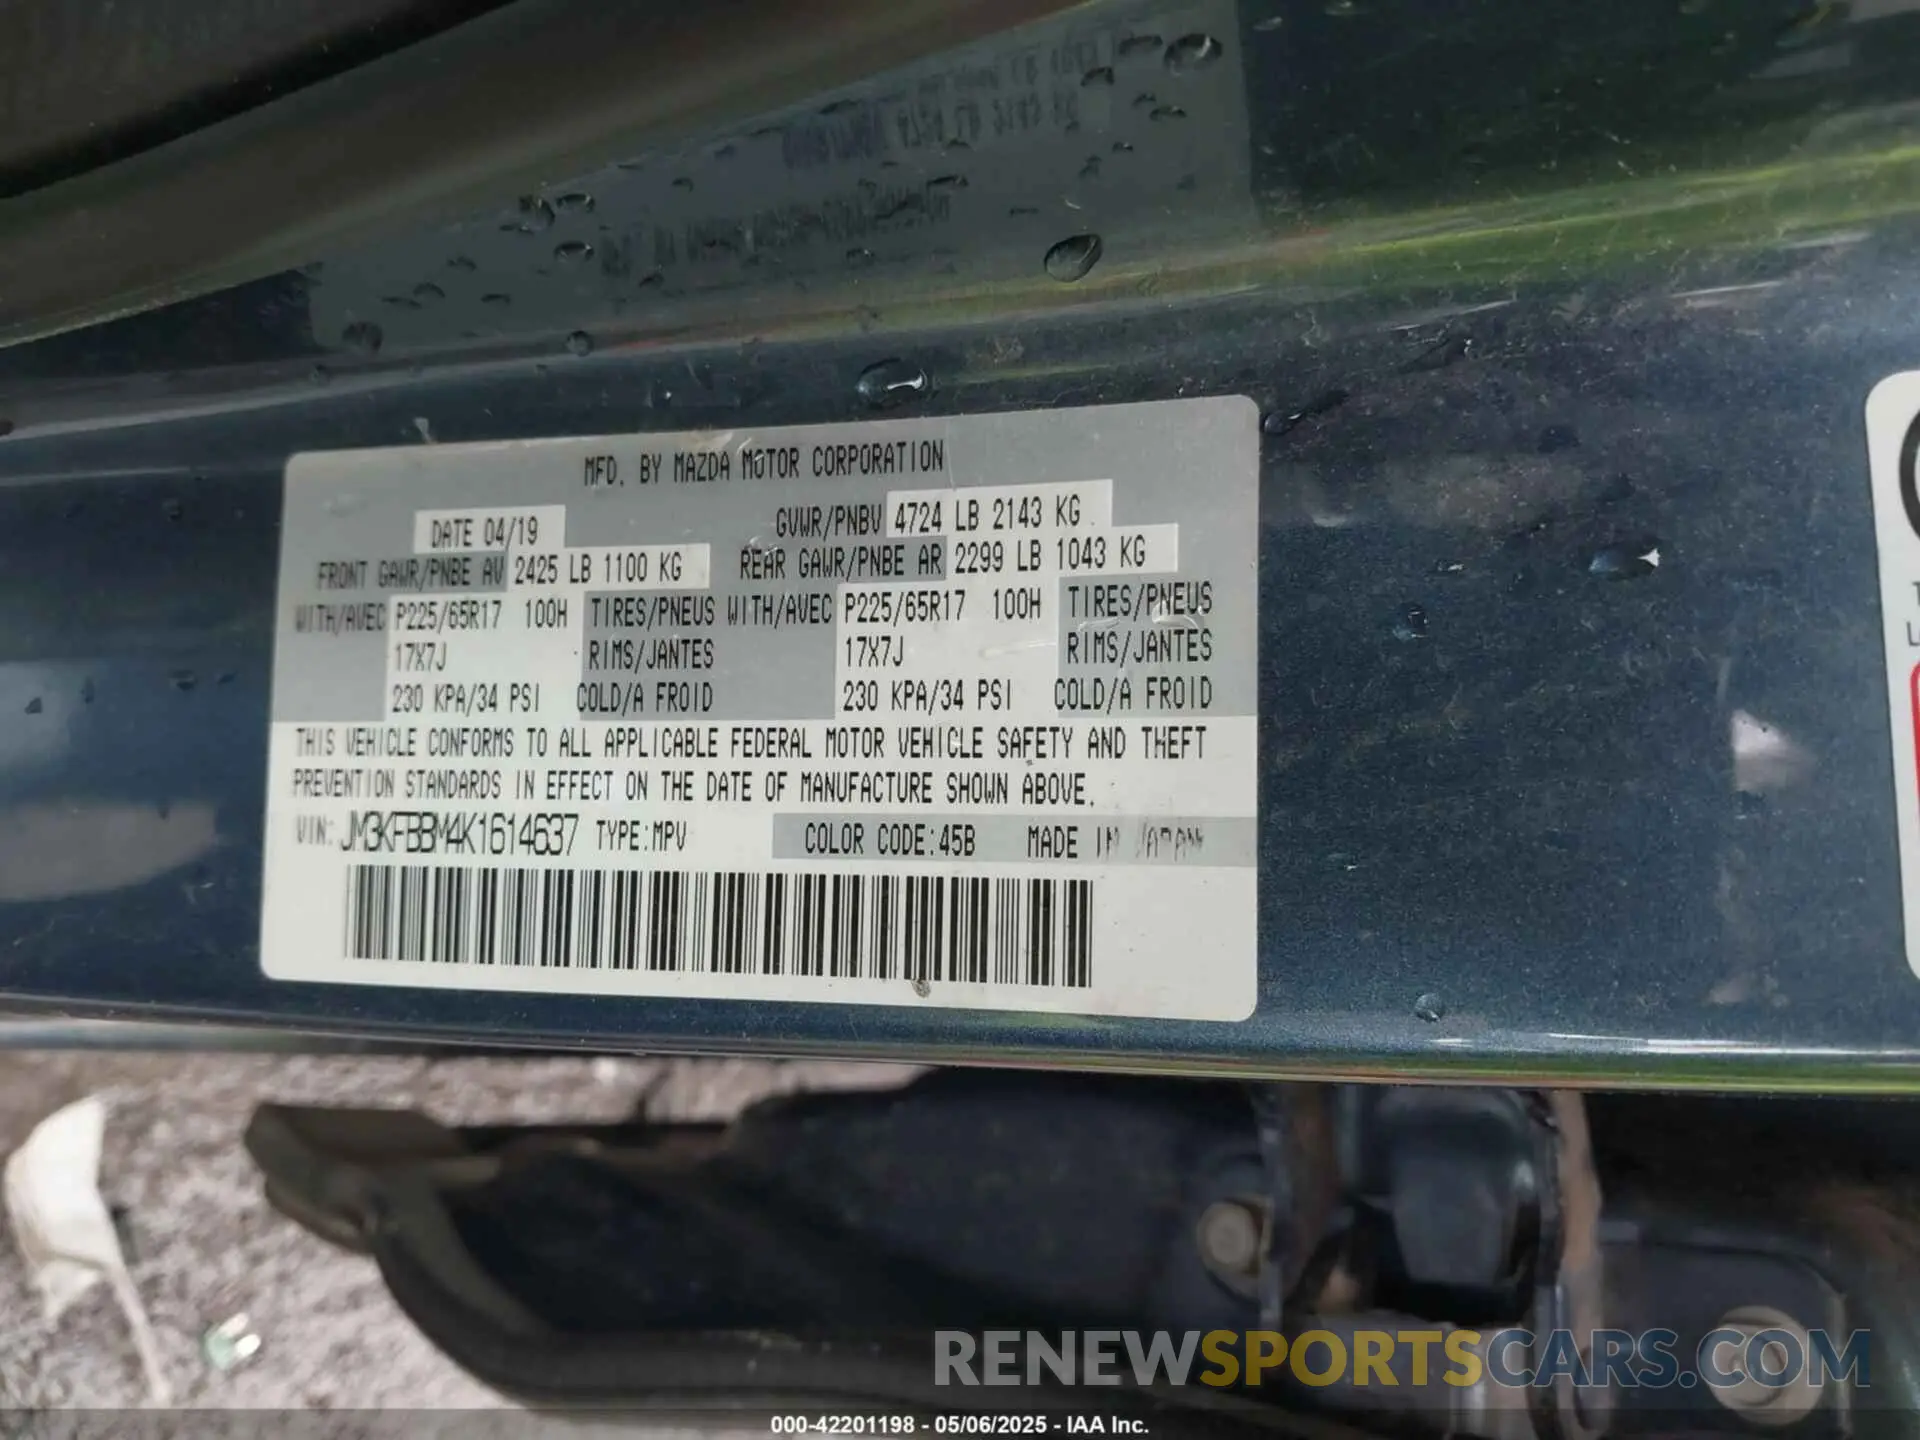 MFD. BY MAZDA MOTOR CORPORATION
DATE 04/19 GVWR/PNBV 4724 LB 2143 KG
FRONT GAWR/PNBE AV 2425 LB 1100 KG REAR GAWR/PNBE AR 2299 LB 1043 KG
WITH/AVEC P225/65R17 100H TIRES/PNEUS WITH/AVEC P225/65R17 100H TIRES/PNEUS
17X7J RIMS/JANTES 17X7J RIMS/JANTES
230 KPA/34 PSI COLD/A FROID 230 KPA/34 PSI COLD/A FROID
THIS VEHICLE CONFORMS TO ALL APPLICABLE FEDERAL MOTOR VEHICLE SAFETY AND THEFT
PREVENTION STANDARDS IN EFFECT ON THE DATE OF MANUFACTURE SHOWN ABOVE.
VIN: JM3KFBBM4K1614637 TYPE:MPV COLOR CODE:45B MADE IN JAPAN
RENEWSPORTSCARS.COM
000-42201198 - 05/06/2025 - IAA Inc.